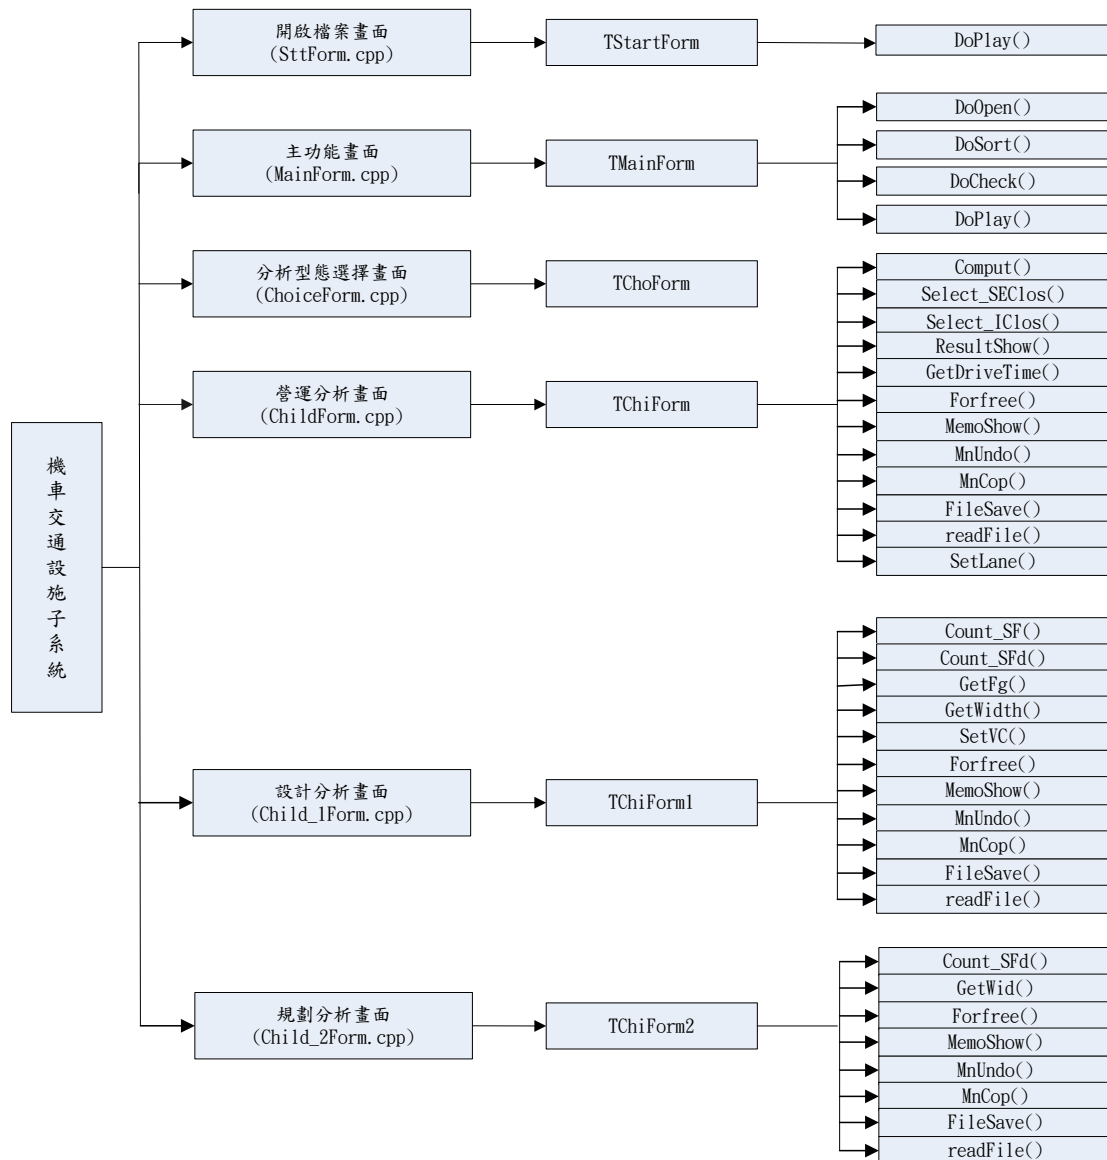 機車交通設施子系統
開啟檔案畫面
(SttForm.cpp)
TStartForm
DoPlay()
主功能畫面
(MainForm.cpp)
TMainForm
DoOpen()
DoSort()
DoCheck()
DoPlay()
分析型態選擇畫面
(ChoiceForm.cpp)
TChoForm
營運分析畫面
(ChildForm.cpp)
TChiForm
Comput()
Select_SEClos()
Select_IClos()
ResultShow()
GetDriveTime()
Forfree()
MemoShow()
MnUndo()
MnCop()
FileSave()
readFile()
SetLane()
設計分析畫面
(Child_1Form.cpp)
TChiForm1
Count_SF()
Count_SFd()
GetFg()
GetWidth()
SetVC()
Forfree()
MemoShow()
MnUndo()
MnCop()
FileSave()
readFile()
規劃分析畫面
(Child_2Form.cpp)
TChiForm2
Count_SFd()
GetWid()
Forfree()
MemoShow()
MnUndo()
MnCop()
FileSave()
readFile()